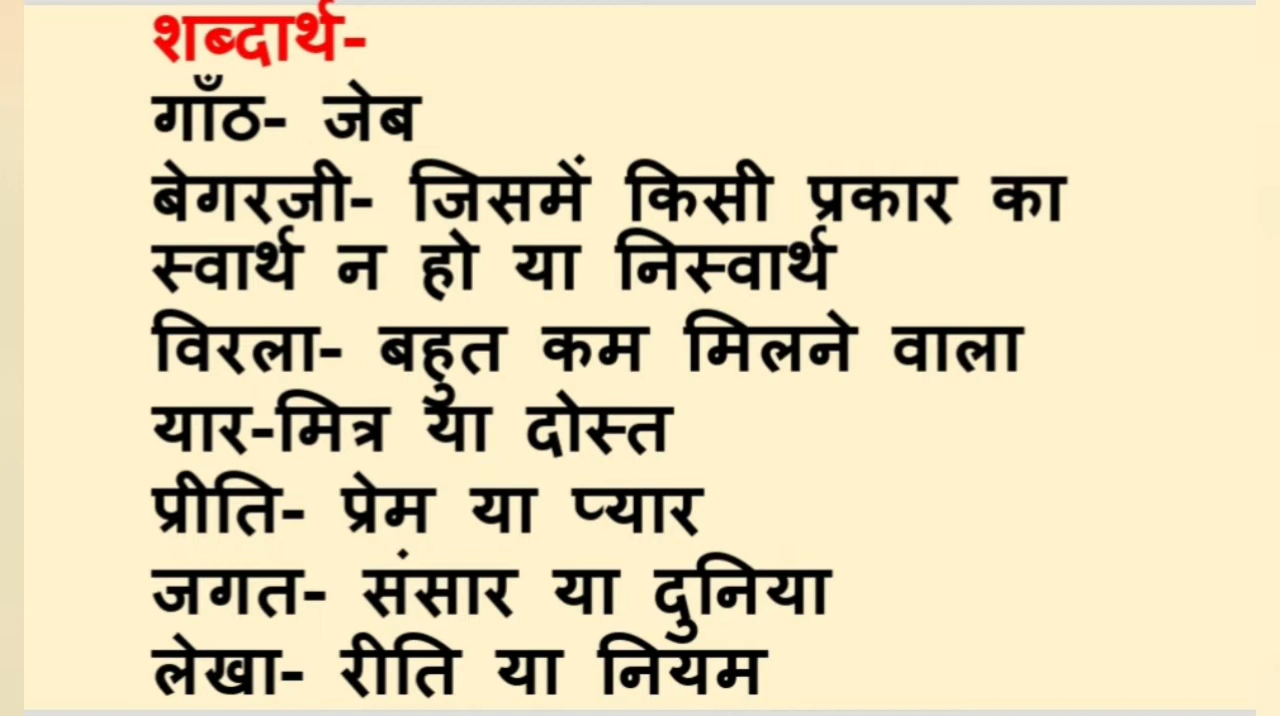 शब्दार्थ-
गाँठ- जेब
बेगरजी- जिसमें किसी प्रकार का
स्वार्थ न हो या निस्वार्थ
विरला- बहुत कम मिलने वाला
यार-मित्र या दोस्त
प्रीति- प्रेम या प्यार
जगत- संसार या दुनिया
लेखा- रीति या नियम